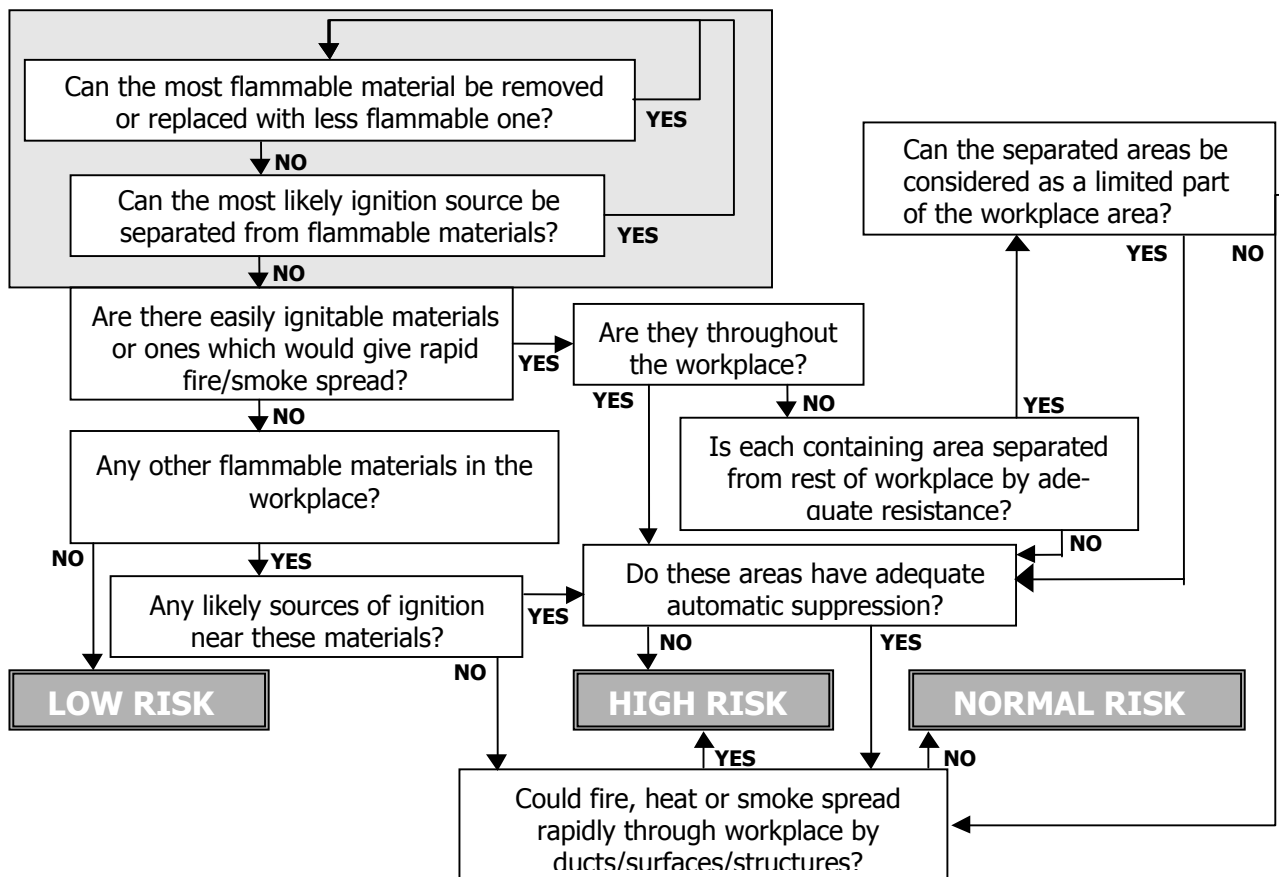 Can the most flammable material be removed
or replaced with less flammable one?
YES
NO
Can the most likely ignition source be
separated from flammable materials?
YES
NO
Can the separated areas be
considered as a limited part
of the workplace area?
YES
NO
Are there easily ignitable materials
or ones which would give rapid
fire/smoke spread?
YES
NO
Are they throughout
the workplace?
YES
NO
YES
Is each containing area separated
from rest of workplace by ade-
quate resistance?
NO
Any other flammable materials in the
workplace?
NO
YES
Any likely sources of ignition
near these materials?
YES
NO
Do these areas have adequate
automatic suppression?
NO
YES
LOW RISK
HIGH RISK
NORMAL RISK
YES
NO
Could fire, heat or smoke spread
rapidly through workplace by
ducts/surfaces/structures?